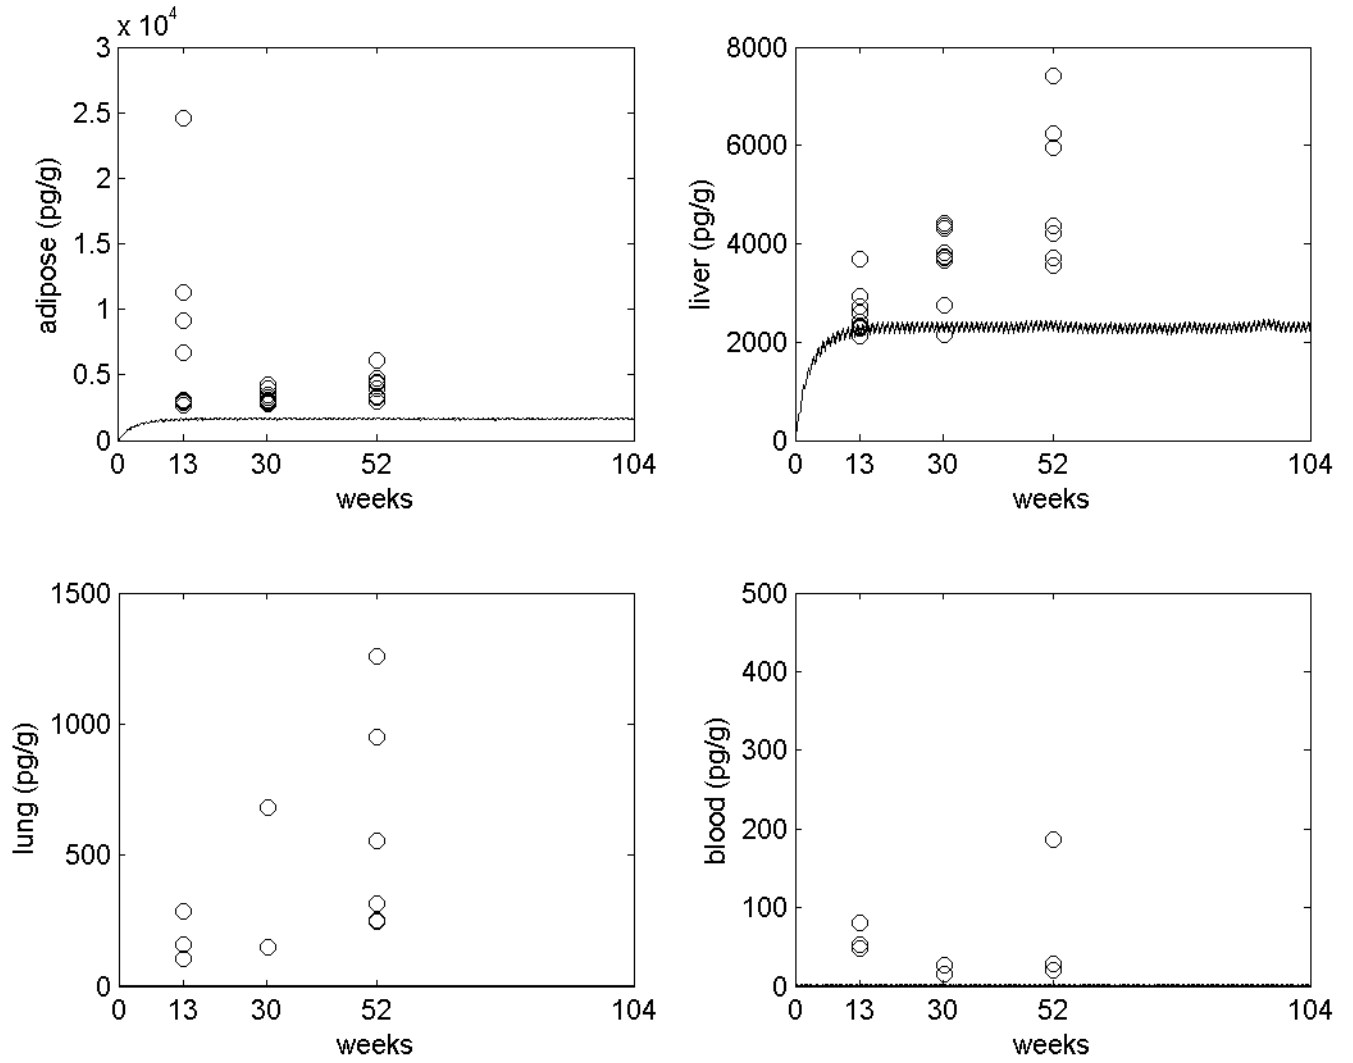 x 10^4
3
2.5
2
1.5
1
0.5
0
0 13 30 52 104
weeks
adipose (pg/g)
8000
6000
4000
2000
0
0 13 30 52 104
weeks
liver (pg/g)
1500
1000
500
0
0 13 30 52 104
weeks
lung (pg/g)
500
400
300
200
100
0
0 13 30 52 104
weeks
blood (pg/g)